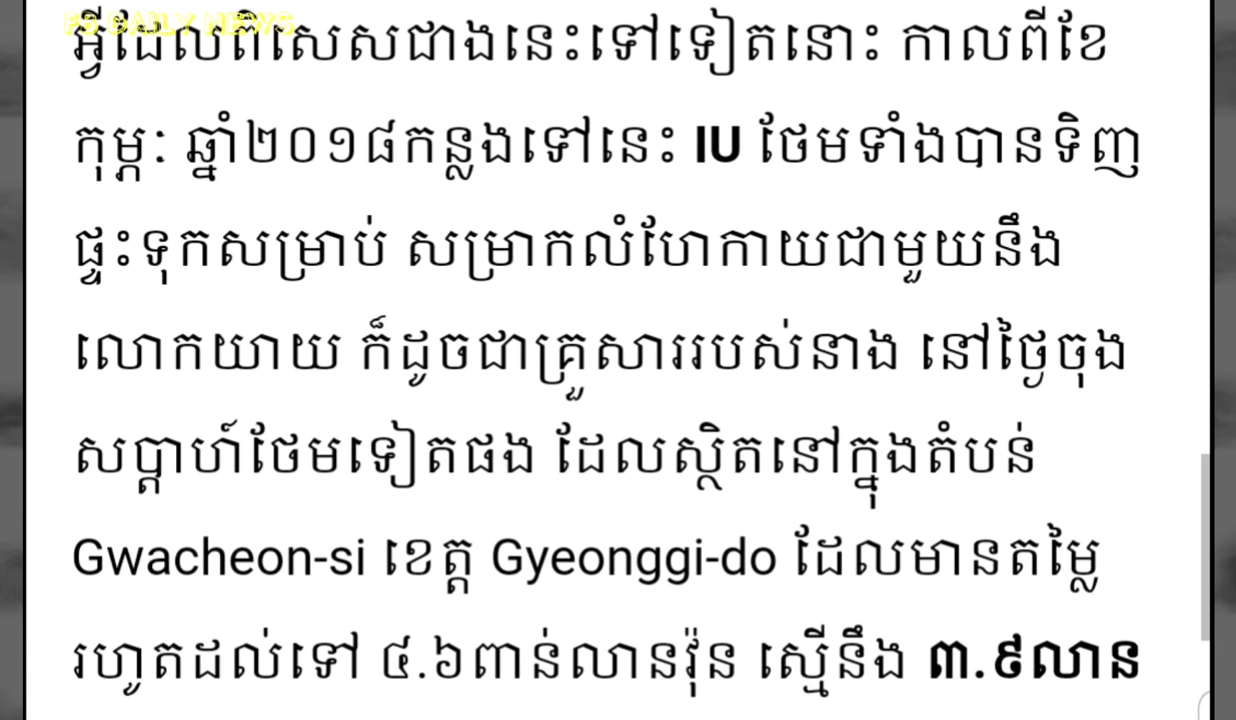 FB DAILY NEWS
អ្វីដែលពិសេសជាងនេះទៅទៀតនោះ កាលពីខែ
កុម្ភៈ ឆ្នាំ២០១៨កន្លងទៅនេះ IU ថែមទាំងបានទិញ
ផ្ទះទុកសម្រាប់ សម្រាកលំហែកាយជាមួយនឹង
លោកយាយ ក៏ដូចជាគ្រួសាររបស់នាង នៅថ្ងៃចុង
សប្តាហ៍ថែមទៀតផង ដែលស្ថិតនៅក្នុងតំបន់
Gwacheon-si ខេត្ត Gyeonggi-do ដែលមានតម្លៃ
រហូតដល់ទៅ ៤.៦ពាន់លានវ៉ុន ស្មើនឹង ៣.៩លាន